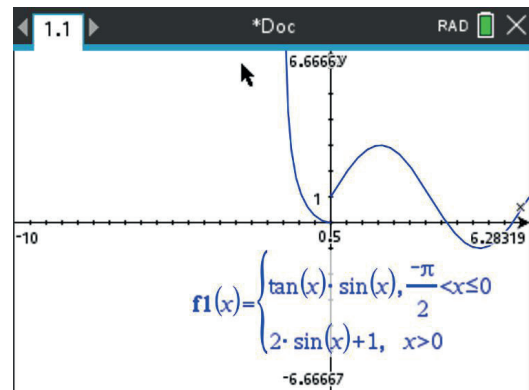 1.1 *Doc RAD
6.66667 y
1
-10 0.5 6.28319 x
f1(x)={tan(x)·sin(x), -π/2<x≤0
2·sin(x)+1, x>0
-6.66667